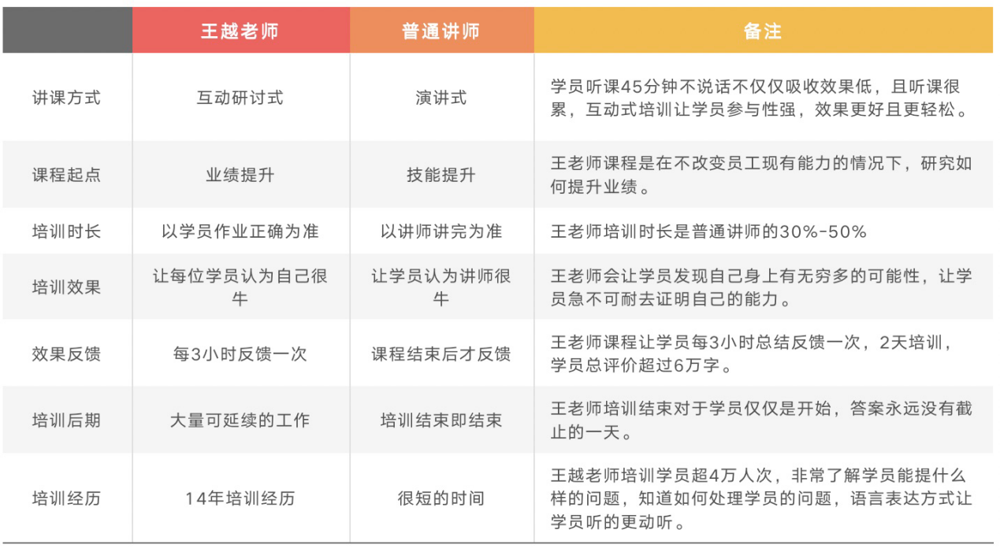 王越老师
普通讲师
备注
讲课方式
互动研讨式
演讲式
学员听课45分钟不说话不仅仅吸收效果低，且听课很
累，互动式培训让学员参与性强，效果更好且更轻松。
课程起点
业绩提升
技能提升
王老师课程是在不改变员工现有能力的情况下，研究如
何提升业绩。
培训时长
以学员作业正确为准
以讲师讲完为准
王老师培训时长是普通讲师的30%-50%
培训效果
让每位学员认为自己很
牛
让学员认为讲师很
牛
王老师会让学员发现自己身上有无穷多的可能性，让学
员急不可耐去证明自己的能力。
效果反馈
每3小时反馈一次
课程结束后才反馈
王老师课程让学员每3小时总结反馈一次，2天培训，
学员总评价超过6万字。
培训后期
大量可延续的工作
培训结束即结束
王老师培训结束对于学员仅仅是开始，答案永远没有截
止的一天。
培训经历
14年培训经历
很短的时间
王越老师培训学员超4万人次，非常了解学员能提什么
样的问题，知道如何处理学员的问题，语言表达方式让
学员听的更动听。